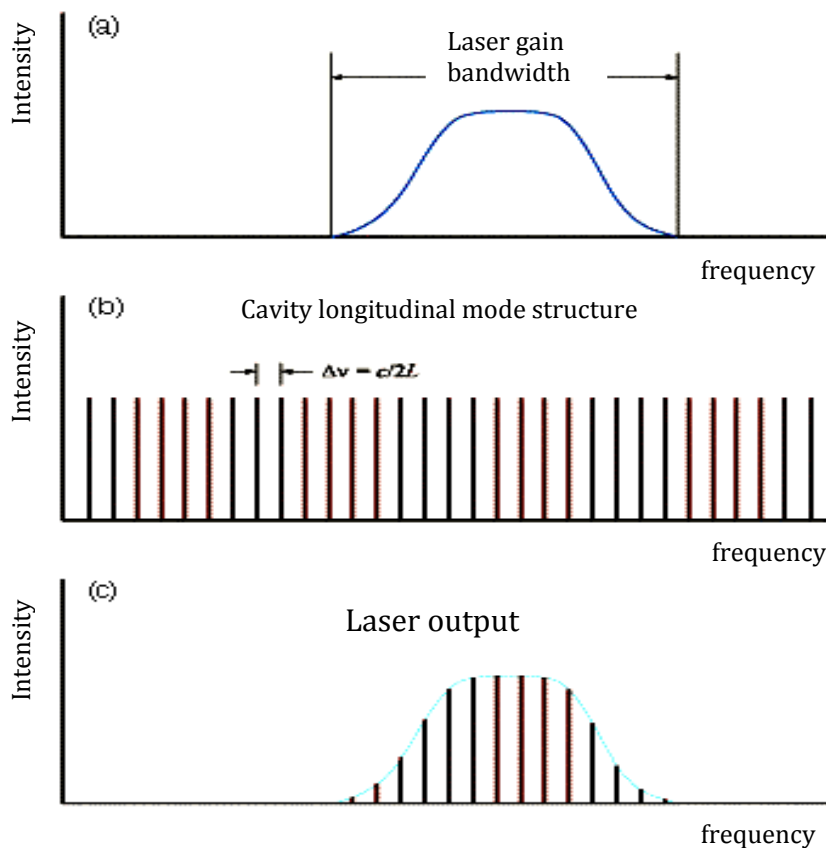 (a)
Intensity
Laser gain
bandwidth
frequency
(b)
Cavity longitudinal mode structure
Intensity
Δν = c/2L
frequency
(c)
Intensity
Laser output
frequency